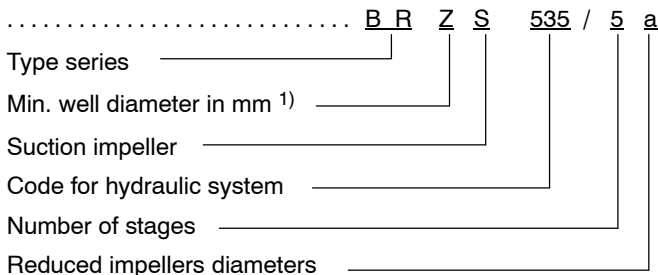 . . . . . . . . . . . . . . . . . . . . . . . . . . . . . . . B R Z S 535 / 5 a
Type series
Min. well diameter in mm 1)
Suction impeller
Code for hydraulic system
Number of stages
Reduced impellers diameters